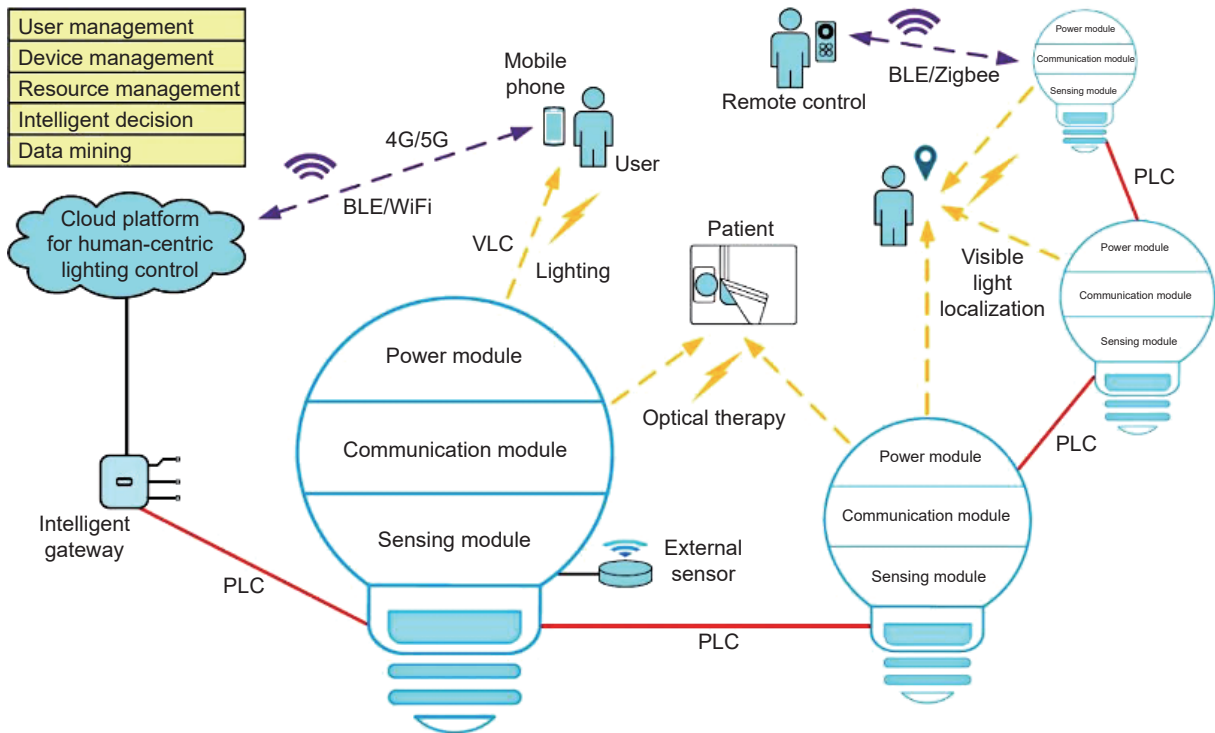 User management
Device management
Resource management
Intelligent decision
Data mining
Cloud platform
for human-centric
lighting control
Intelligent
gateway
PLC
4G/5G
BLE/WiFi
Mobile
phone
User
VLC
Lighting
Power module
Communication module
Sensing module
External
sensor
PLC
Patient
Optical therapy
Remote control
BLE/Zigbee
Visible
light
localization
Power module
Communication module
Sensing module
PLC
Power module
Communication module
Sensing module
PLC
Power module
Communication module
Sensing module